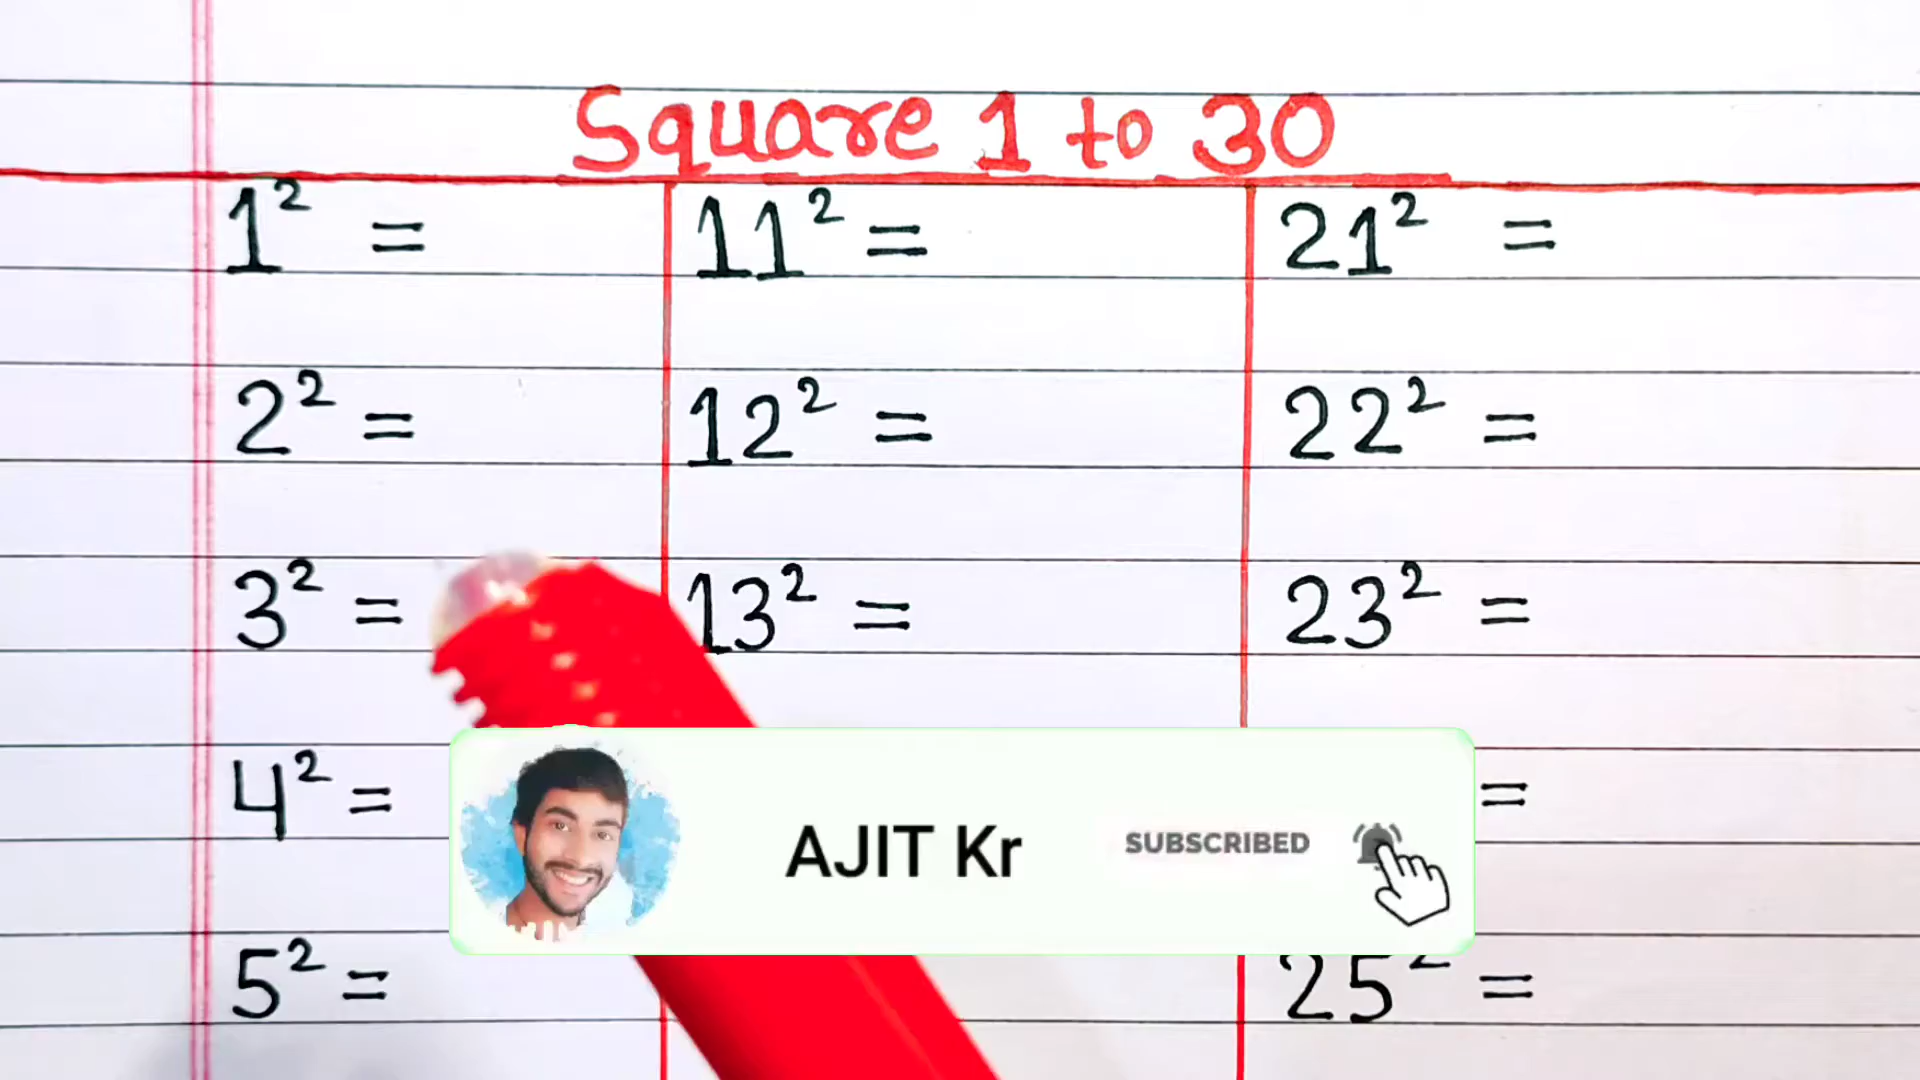 Square 1 to 30
1² = 11² = 21² =
2² = 12² = 22² =
3² = 13² = 23² =
4² = =
AJIT Kr SUBSCRIBED
5² = 25² =